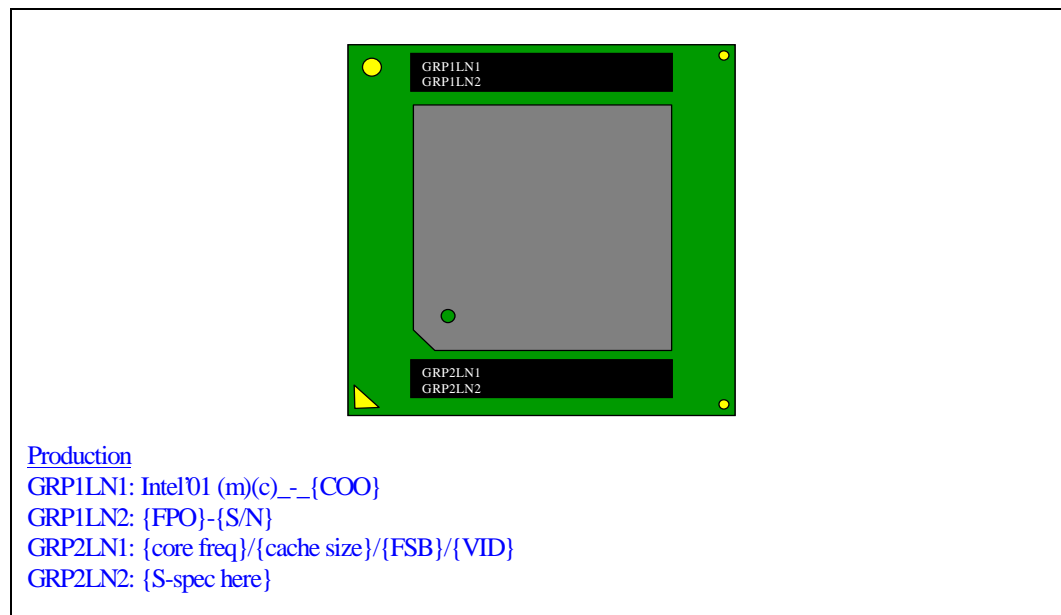 GRP1LN1
GRP1LN2
GRP2LN1
GRP2LN2
Production
GRP1LN1: Intel'01 (m)(c)_-_{COO}
GRP1LN2: {FPO}-{S/N}
GRP2LN1: {core freq}/{cache size}/{FSB}/{VID}
GRP2LN2: {S-spec here}